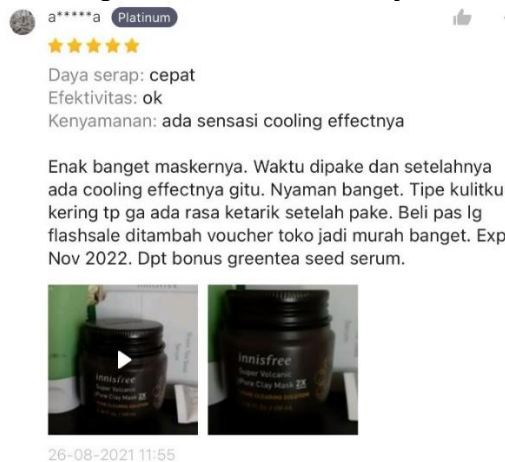 a*****a Platinum
Daya serap: cepat
Efektivitas: ok
Kenyamanan: ada sensasi cooling effectnya
Enak banget maskernya. Waktu dipake dan setelahnya
ada cooling effectnya gitu. Nyaman banget. Tipe kulitku
kering tp ga ada rasa ketarik setelah pake. Beli pas lg
flashsale ditambah voucher toko jadi murah banget. Exp
Nov 2022. Dpt bonus greentea seed serum.
innisfree
Super Volcanic
Pore Clay Mask 2X
innisfree
Super Volcanic
Pore Clay Mask 2X
PORE CLEARING SOLUTION
26-08-2021 11:55